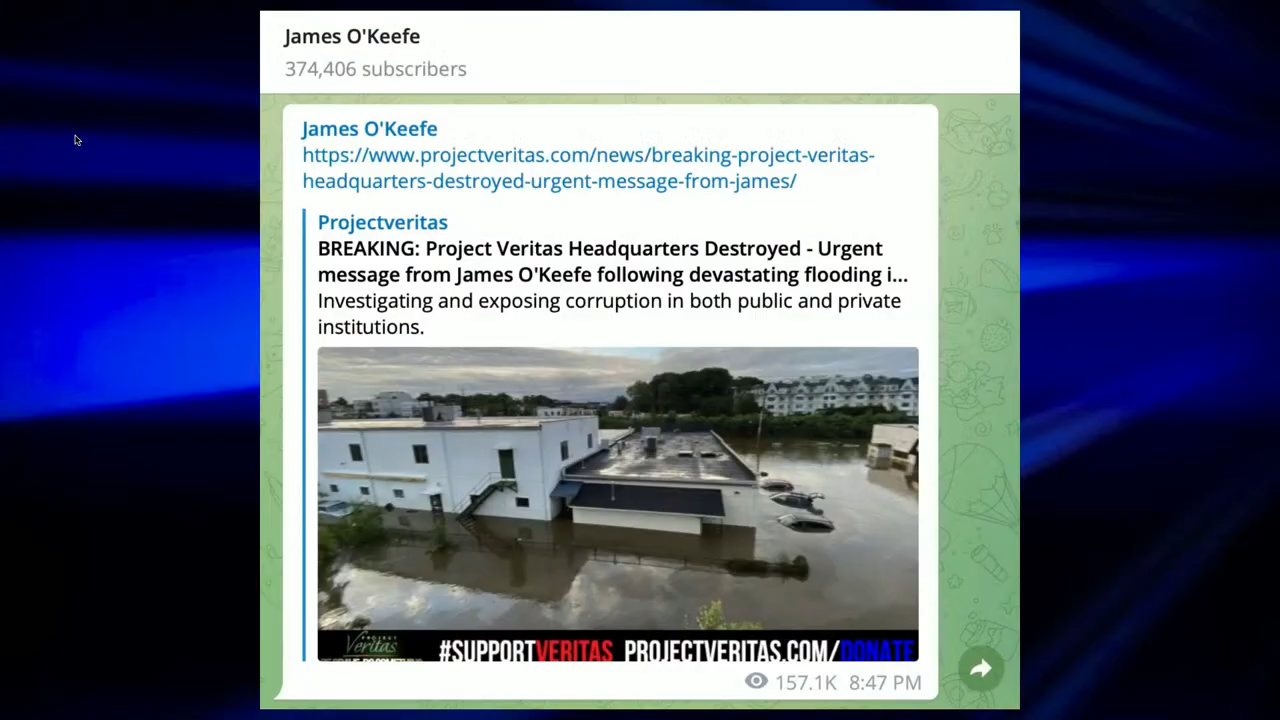 James O'Keefe
374,406 subscribers
James O'Keefe
https://www.projectveritas.com/news/breaking-project-veritas-
headquarters-destroyed-urgent-message-from-james/
Projectveritas
BREAKING: Project Veritas Headquarters Destroyed - Urgent
message from James O'Keefe following devastating flooding i...
Investigating and exposing corruption in both public and private
institutions.
PROJECT
Veritas
#SUPPORTVERITAS PROJECTVERITAS.COM/DONATE
157.1K 8:47 PM